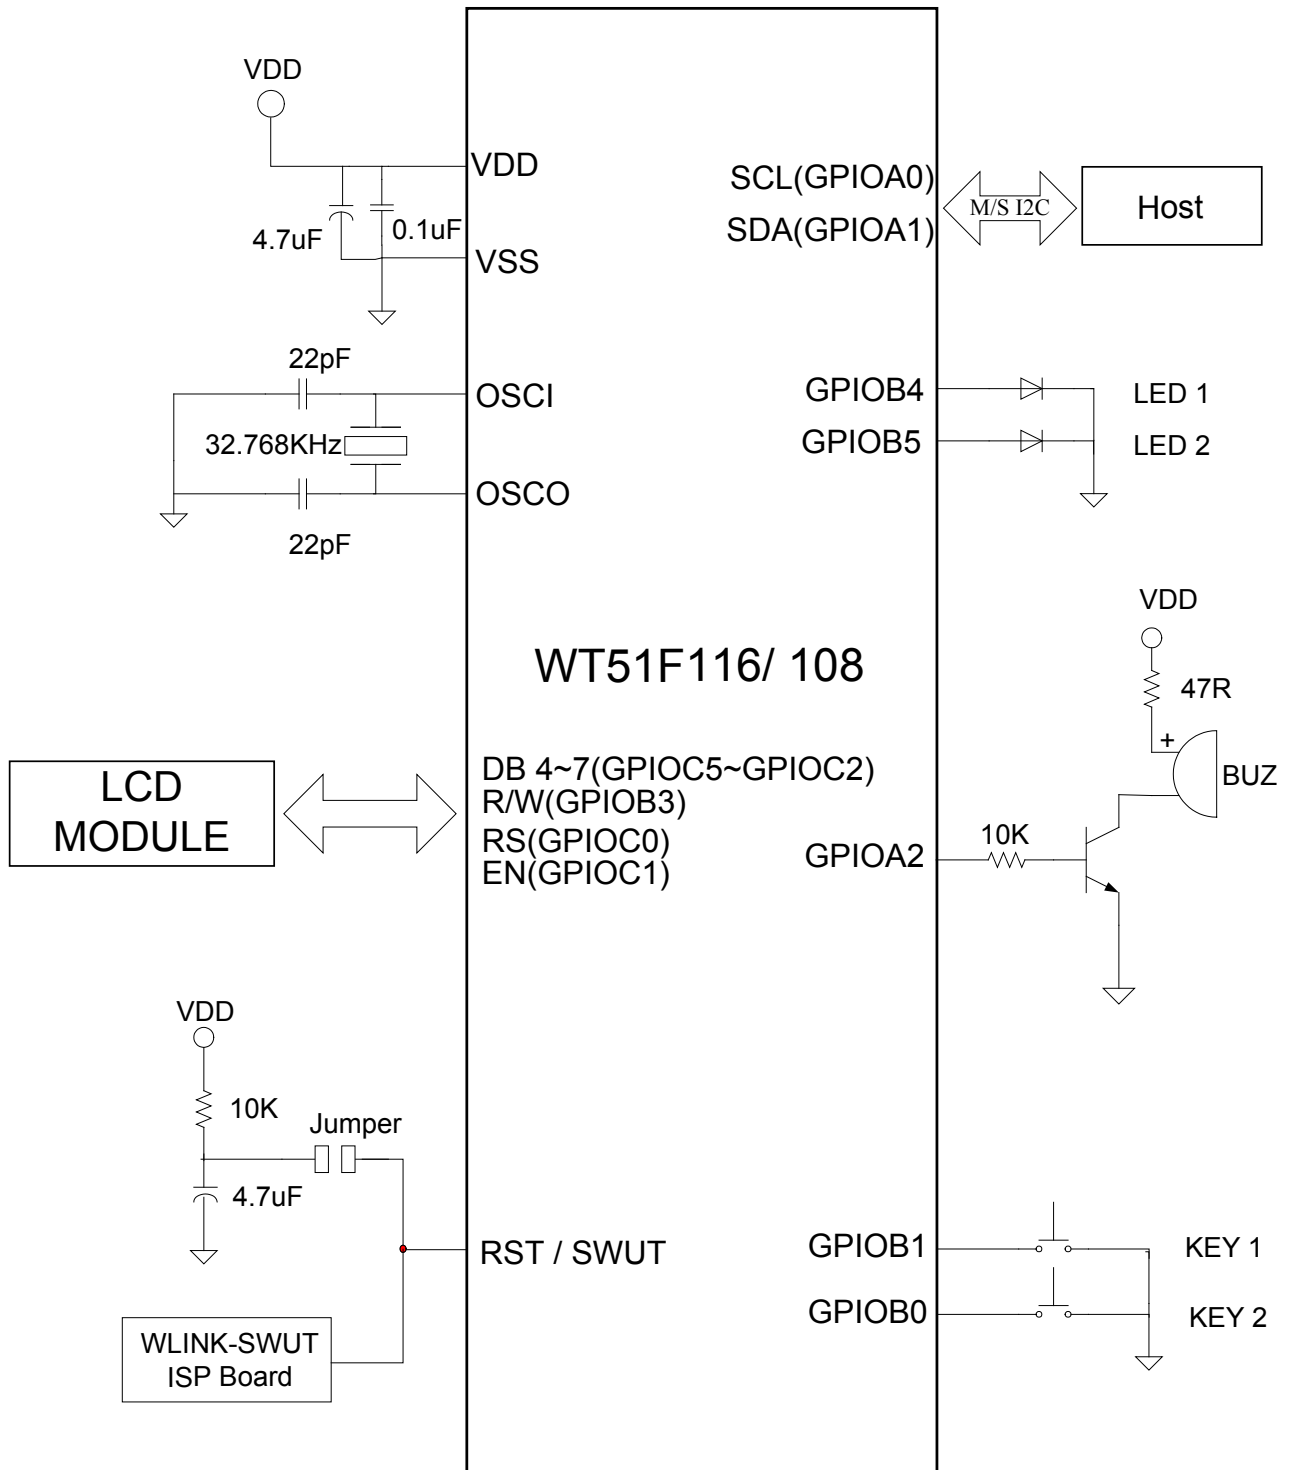 VDD
VDD
4.7uF
0.1uF
VSS
22pF
OSCI
32.768KHz
OSCO
22pF
SCL(GPIOA0)
SDA(GPIOA1)
M/S I2C
Host
GPIOB4
LED 1
GPIOB5
LED 2
WT51F116/ 108
VDD
47R
+
BUZ
10K
GPIOA2
LCD
MODULE
DB 4~7(GPIOC5~GPIOC2)
R/W(GPIOB3)
RS(GPIOC0)
EN(GPIOC1)
VDD
10K
Jumper
4.7uF
RST / SWUT
WLINK-SWUT
ISP Board
GPIOB1
KEY 1
GPIOB0
KEY 2